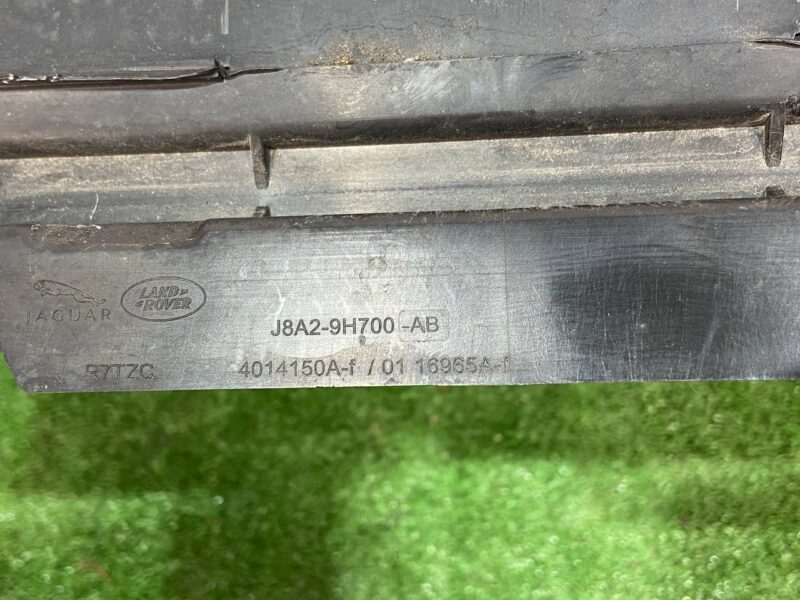 JAGUAR
LAND ROVER
J8A2-9H700-AB
R7TZC
4014150A-f / 01 16965A-f